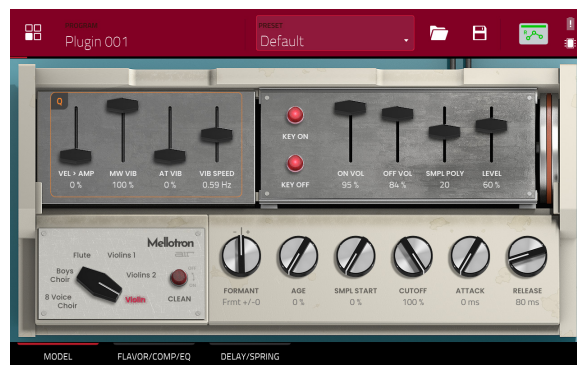 PROGRAM
Plugin 001
PRESET
Default
Q
VEL > AMP
0 %
MW VIB
100 %
AT VIB
0 %
VIB SPEED
0.59 Hz
KEY ON
KEY OFF
ON VOL
95 %
OFF VOL
84 %
SMPL POLY
20
LEVEL
60 %
Mellotron
Flute
Violins 1
Boys
Choir
Violins 2
8 Voice
Choir
Violin
CLEAN
- +
FORMANT
Frmt +/-0
AGE
0 %
SMPL START
0 %
CUTOFF
100 %
ATTACK
0 ms
RELEASE
80 ms
MODEL
FLAVOR/COMP/EQ
DELAY/SPRING